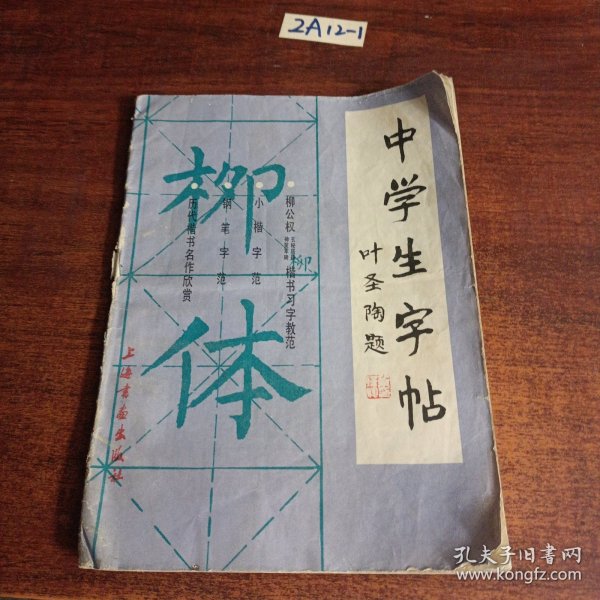 2A12-1
中学生字帖
叶圣陶题
柳体
柳公权
楷书习字教范
小楷字范
钢笔字范
历代楷书名作欣赏
柳
上海书画出版社
孔夫子旧书网
www.kongfz.com